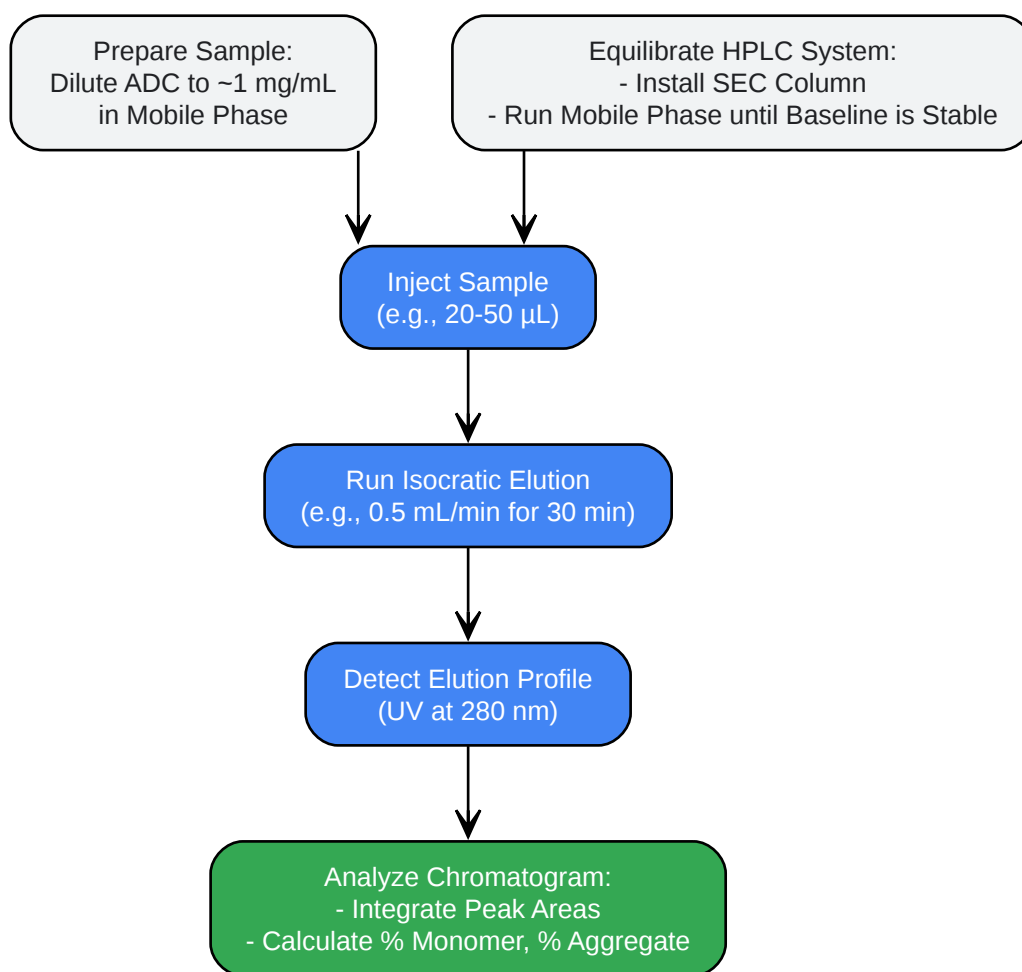 Prepare Sample:
Dilute ADC to ~1 mg/mL
in Mobile Phase
Equilibrate HPLC System:
- Install SEC Column
- Run Mobile Phase until Baseline is Stable
Inject Sample
(e.g., 20-50 µL)
Run Isocratic Elution
(e.g., 0.5 mL/min for 30 min)
Detect Elution Profile
(UV at 280 nm)
Analyze Chromatogram:
- Integrate Peak Areas
- Calculate % Monomer, % Aggregate